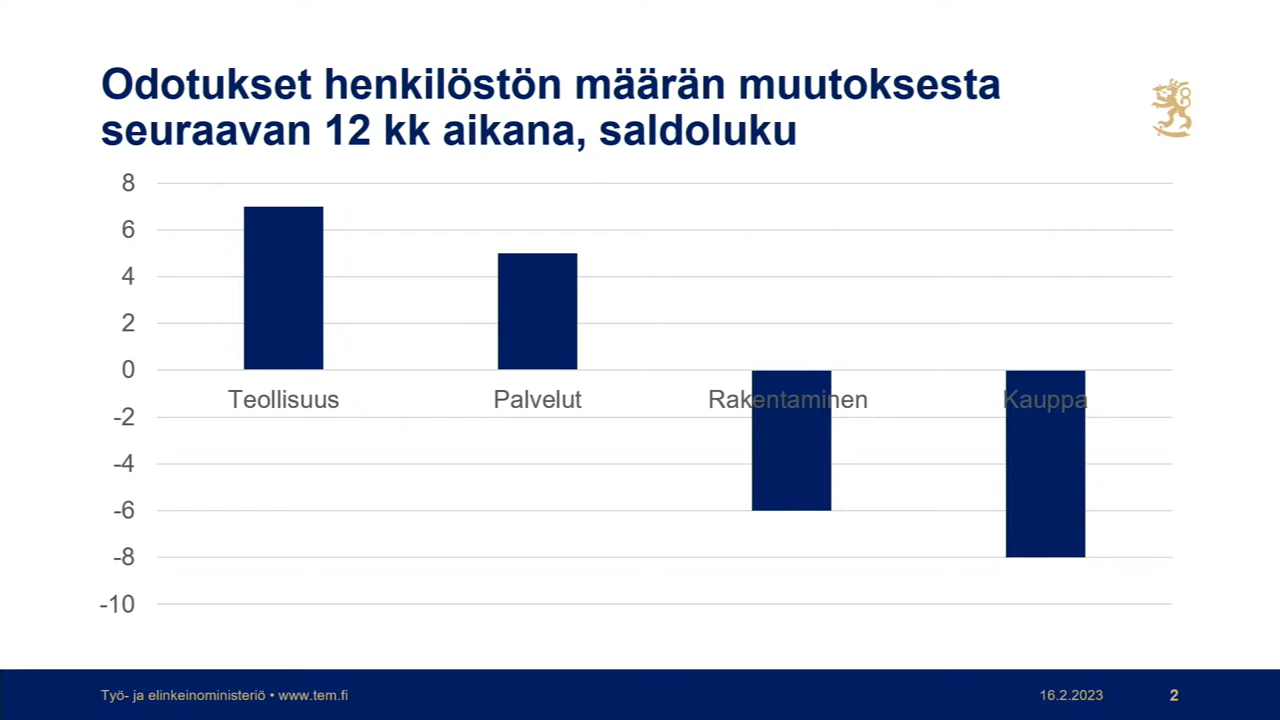 Odotukset henkilöstön määrän muutoksesta
seuraavan 12 kk aikana, saldoluku
8
6
4
2
0
Teollisuus Palvelut Rakentaminen Kauppa
-2
-4
-6
-8
-10
Työ- ja elinkeinoministeriö • www.tem.fi 16.2.2023 2